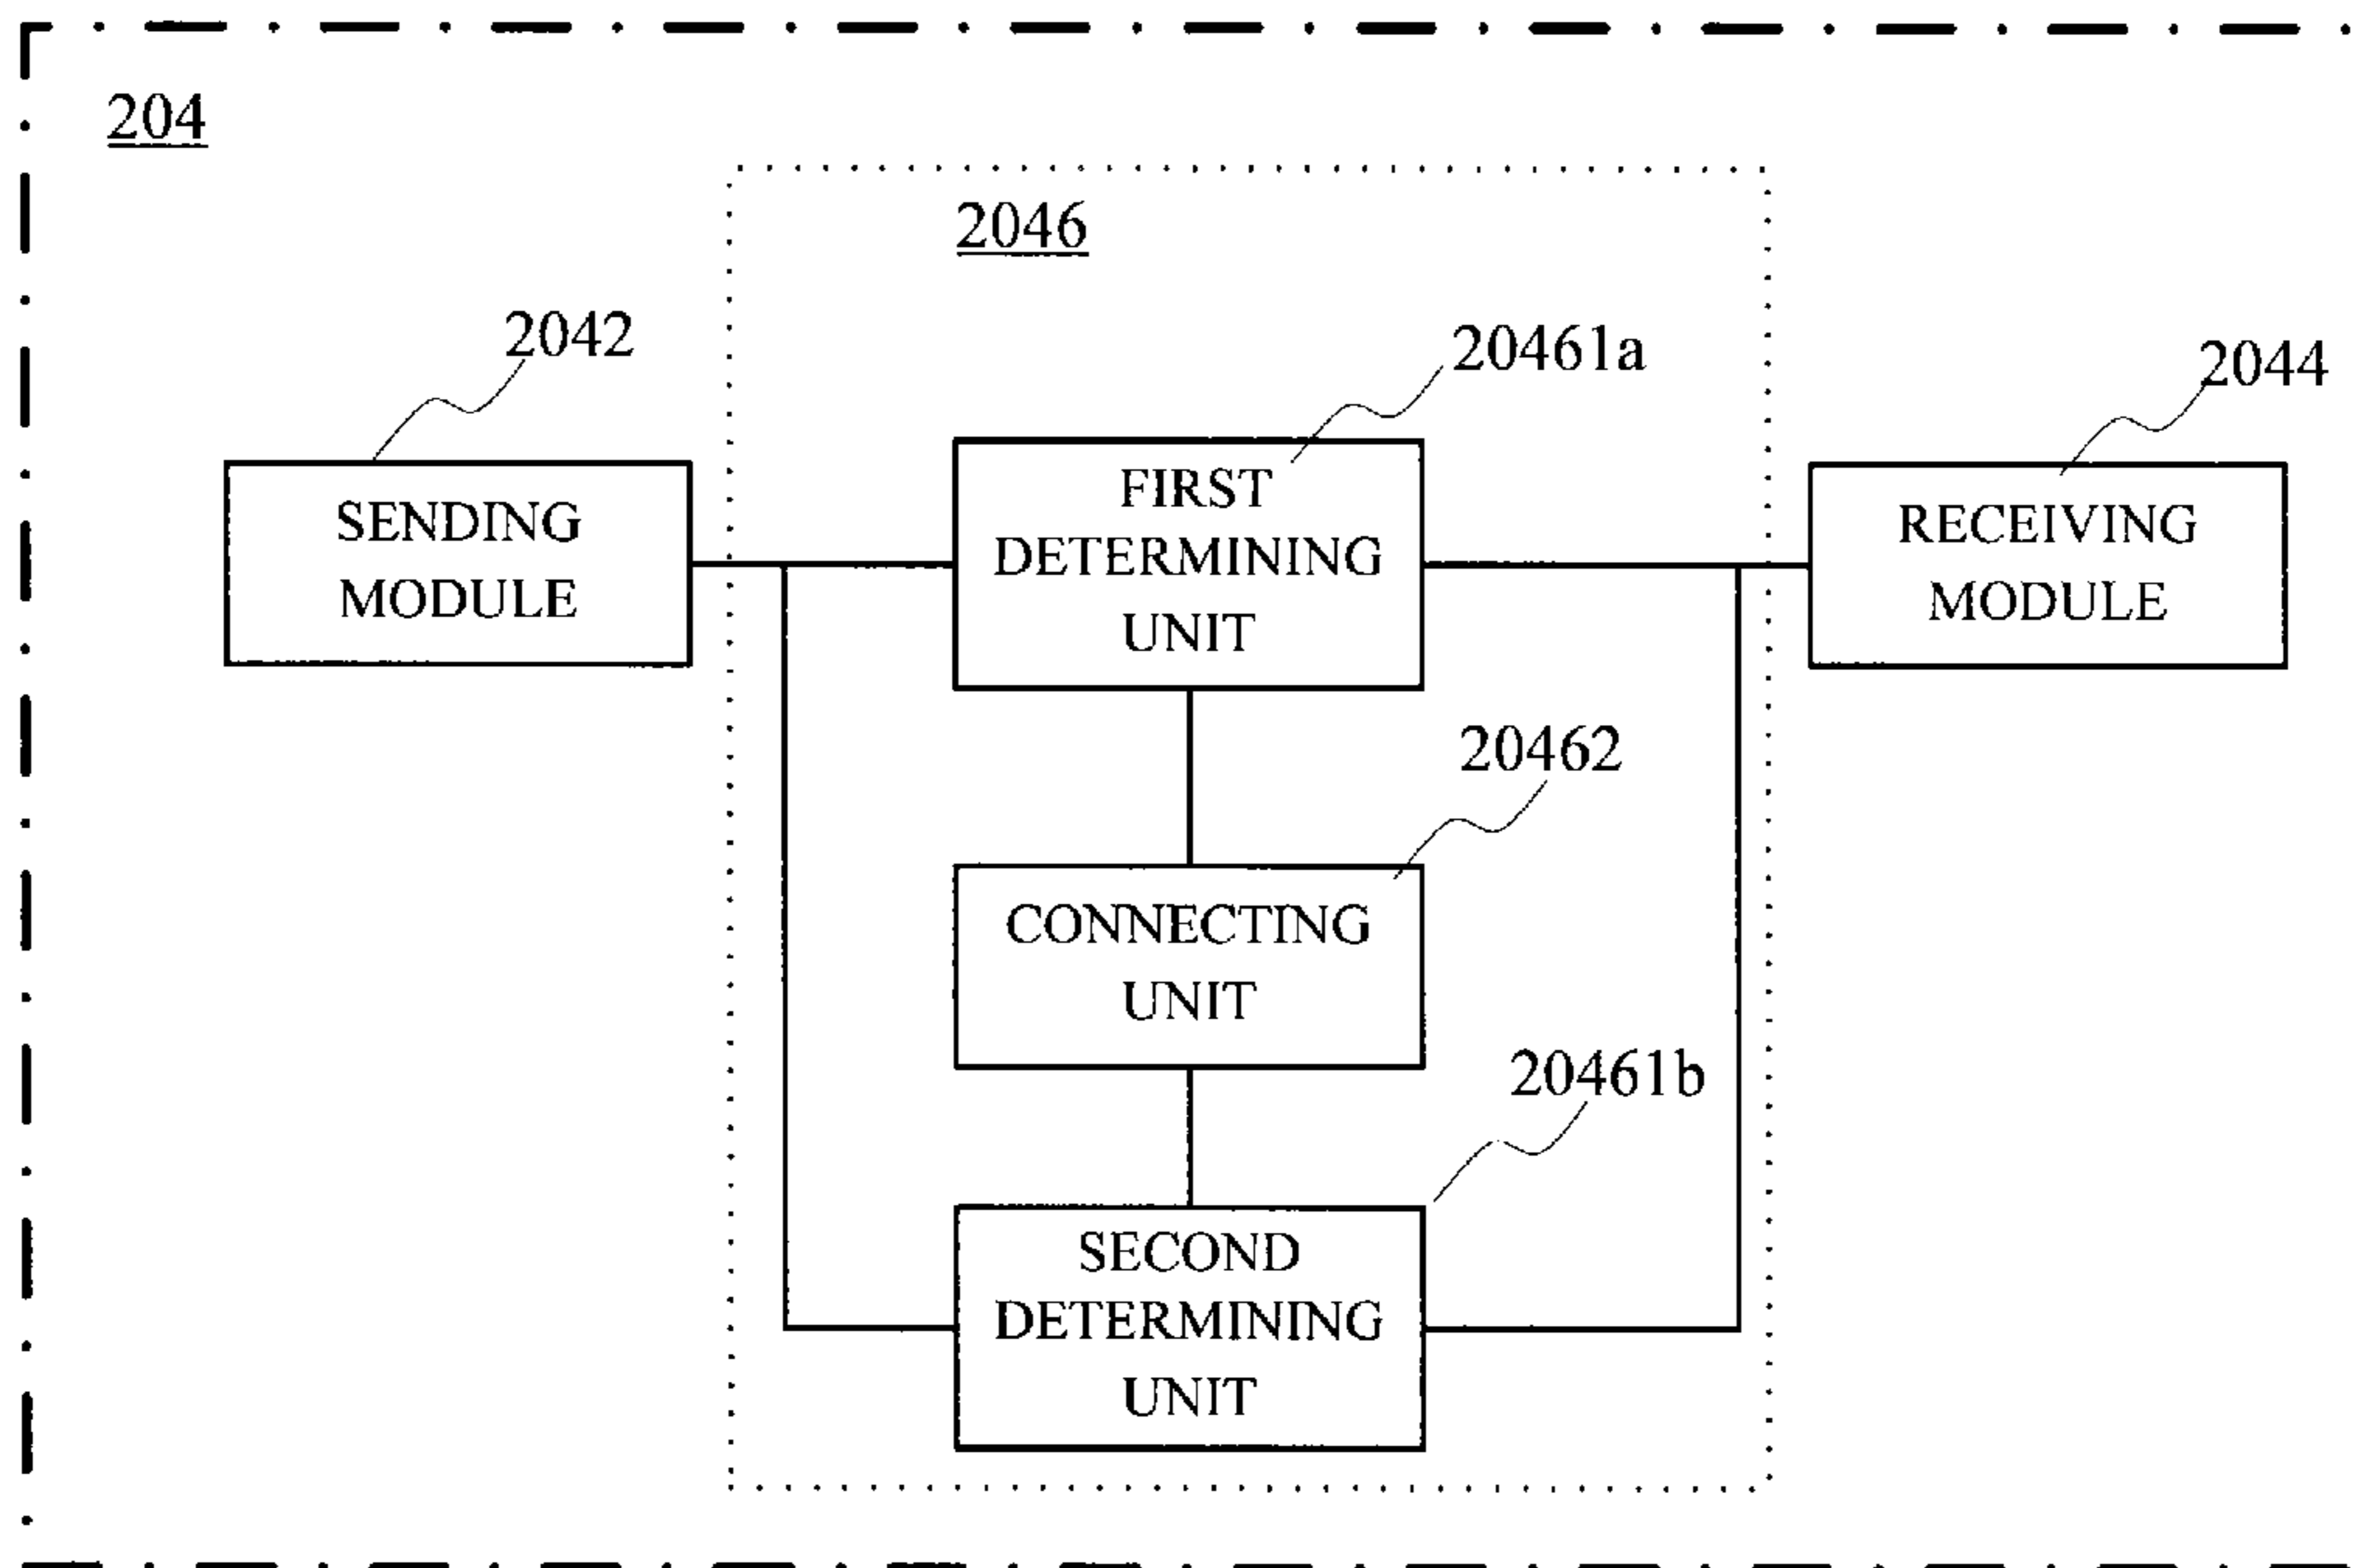 204
2046
2042
20461a
2044
SENDING
MODULE
FIRST
DETERMINING
UNIT
RECEIVING
MODULE
20462
CONNECTING
UNIT
20461b
SECOND
DETERMINING
UNIT